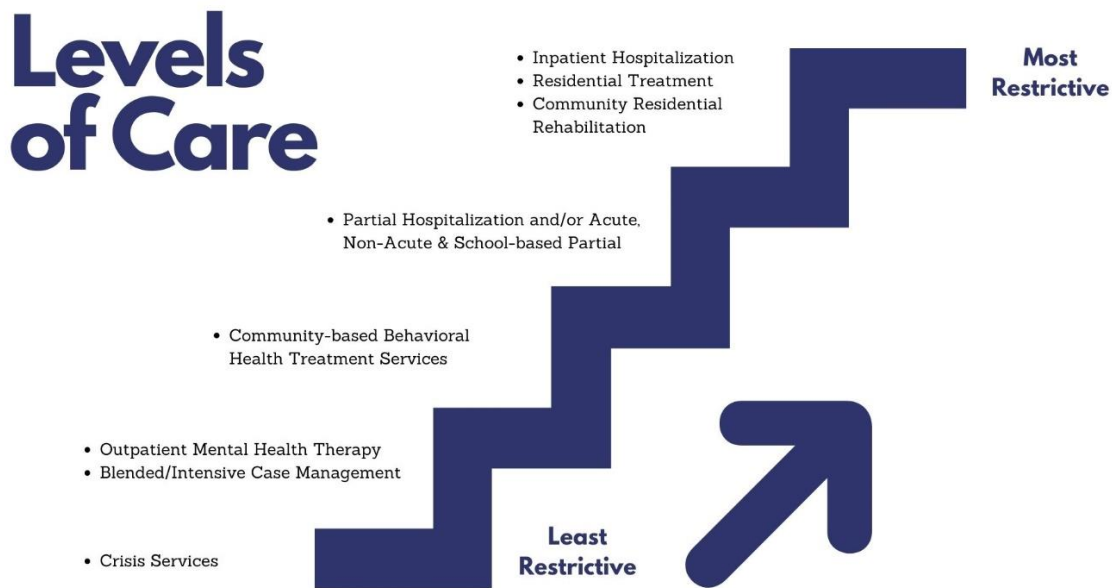 Levels
of Care
• Inpatient Hospitalization
• Residential Treatment
• Community Residential
Rehabilitation
Most
Restrictive
• Partial Hospitalization and/or Acute,
Non-Acute & School-based Partial
• Community-based Behavioral
Health Treatment Services
• Outpatient Mental Health Therapy
• Blended/Intensive Case Management
• Crisis Services
Least
Restrictive